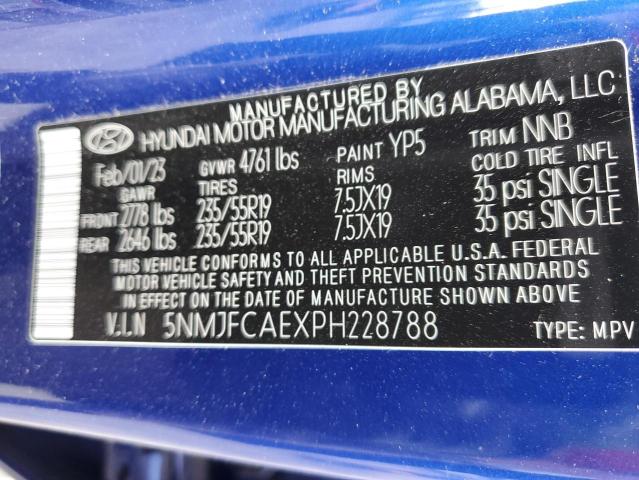 MANUFACTURED BY
HYUNDAI MOTOR MANUFACTURING ALABAMA, LLC
Feb/01/23 GVWR 4761 lbs PAINT YP5 TRIM NNB
GAWR TIRES RIMS COLD TIRE INFL
FRONT 2778 lbs 235/55R19 7.5JX19 35 psi SINGLE
REAR 2646 lbs 235/55R19 7.5JX19 35 psi SINGLE
THIS VEHICLE CONFORMS TO ALL APPLICABLE U.S.A. FEDERAL
MOTOR VEHICLE SAFETY AND THEFT PREVENTION STANDARDS
IN EFFECT ON THE DATE OF MANUFACTURE SHOWN ABOVE
V.I.N 5NMJFCAEXPH228788 TYPE: MPV